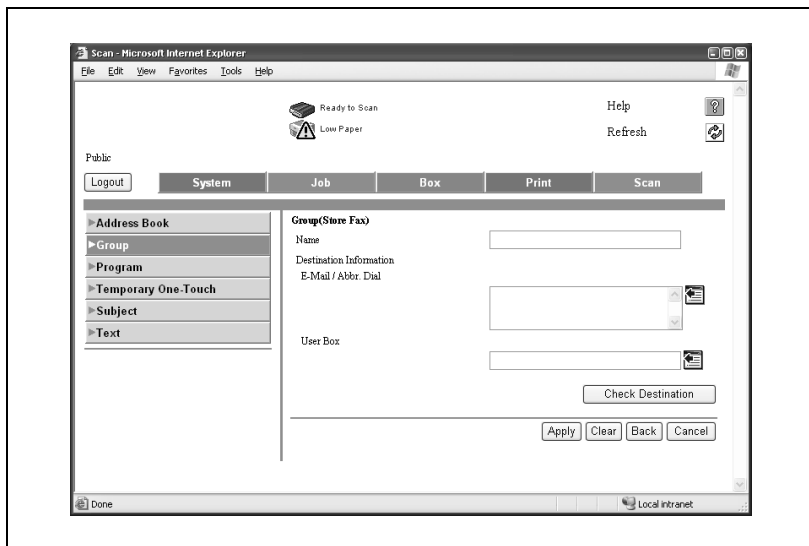 Scan - Microsoft Internet Explorer
File Edit View Favorites Tools Help
Ready to Scan
Help
Low Paper
Refresh
Public
Logout System Job Box Print Scan
Address Book
Group
Program
Temporary One-Touch
Subject
Text
Group(Store Fax)
Name
Destination Information
E-Mail / Abbr. Dial
User Box
Check Destination
Apply Clear Back Cancel
Done
Local intranet